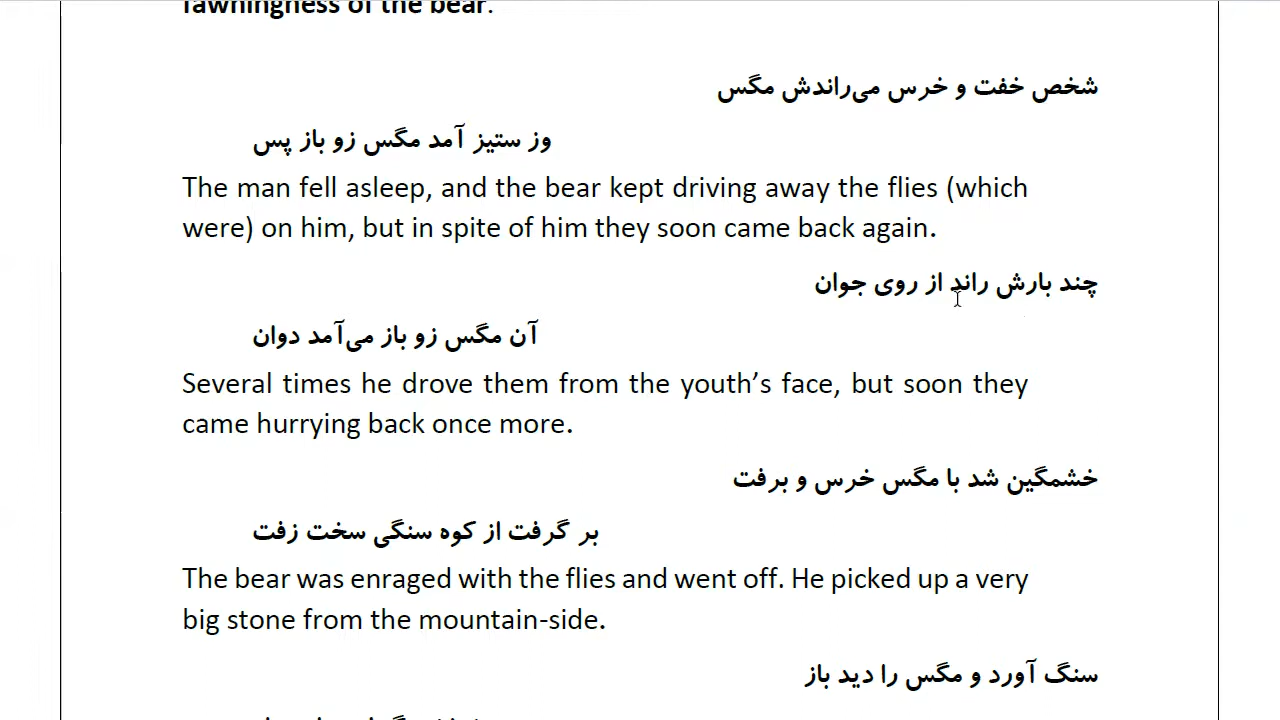 fawningness of the bear.
شخص خفت و خرس می‌راندش مگس
وز ستیز آمد مگس زو باز پس
The man fell asleep, and the bear kept driving away the flies (which
were) on him, but in spite of him they soon came back again.
چند بارش راند از روی جوان
آن مگس زو باز می‌آمد دوان
Several times he drove them from the youth’s face, but soon they
came hurrying back once more.
خشمگین شد با مگس خرس و برفت
بر گرفت از کوه سنگی سخت زفت
The bear was enraged with the flies and went off. He picked up a very
big stone from the mountain-side.
سنگ آورد و مگس را دید باز